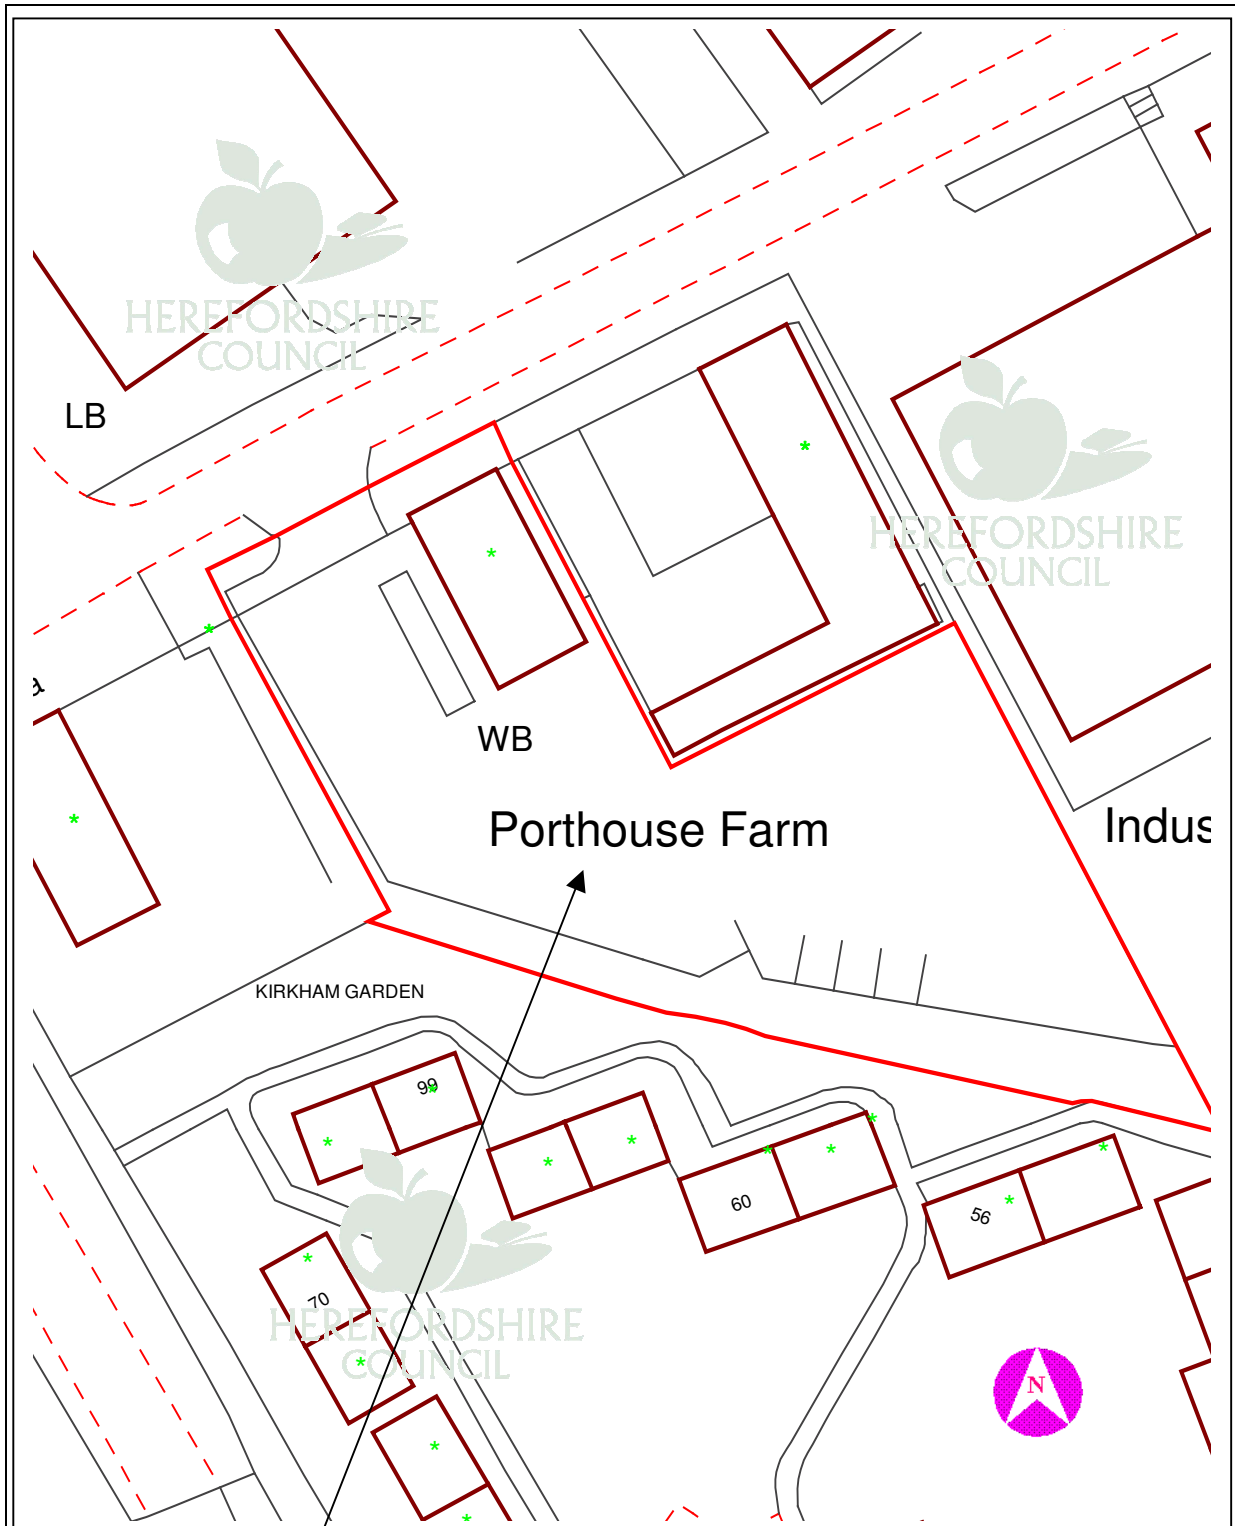 HEREFORDSHIRE
COUNCIL
LB
HEREFORDSHIRE
COUNCIL
a
WB
Porthouse Farm
Indus
KIRKHAM GARDEN
99
60
56
70
HEREFORDSHIRE
COUNCIL
N